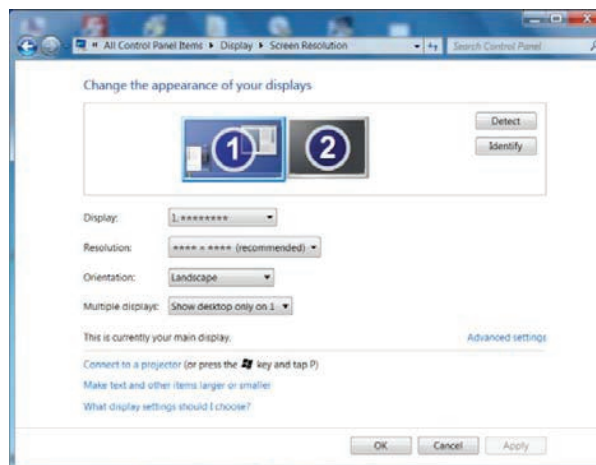 « All Control Panel Items ▸ Display ▸ Screen Resolution
Search Control Panel
Change the appearance of your displays
1 2
Detect
Identify
Display: 1. ********
Resolution: **** × **** (recommended)
Orientation: Landscape
Multiple displays: Show desktop only on 1
This is currently your main display.
Advanced settings
Connect to a projector (or press the key and tap P)
Make text and other items larger or smaller
What display settings should I choose?
OK Cancel Apply